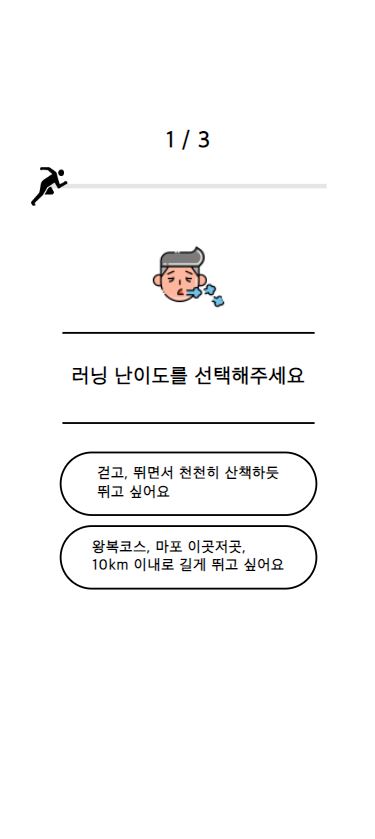 1 / 3
러닝 난이도를 선택해주세요
걷고, 뛰면서 천천히 산책하듯
뛰고 싶어요
왕복코스, 마포 이곳저곳,
10km 이내로 길게 뛰고 싶어요